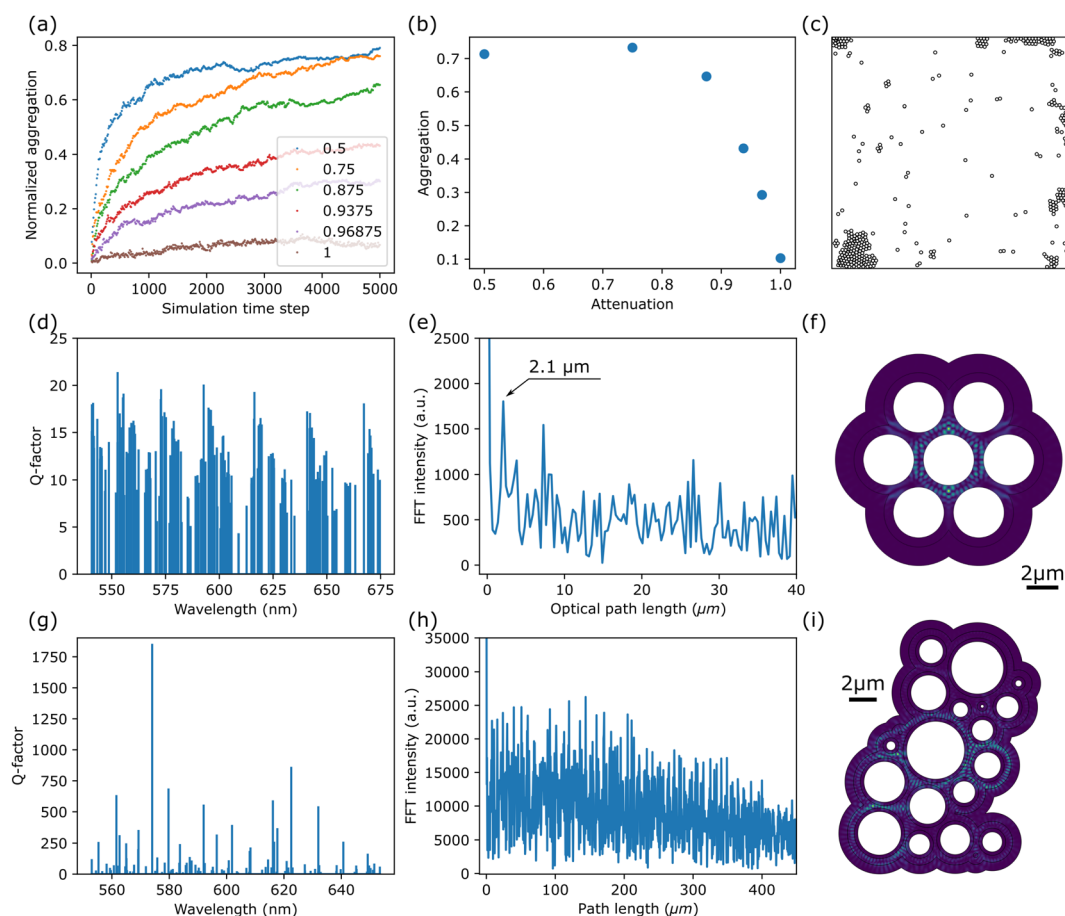 (a)
Normalized aggregation
0.8
0.6
0.4
0.2
0.0
0.5
0.75
0.875
0.9375
0.96875
1
0 1000 2000 3000 4000 5000
Simulation time step
(b)
Aggregation
0.7
0.6
0.5
0.4
0.3
0.2
0.1
0.5 0.6 0.7 0.8 0.9 1.0
Attenuation
(c)
(d)
Q-factor
25
20
15
10
5
0
550 575 600 625 650 675
Wavelength (nm)
(e)
FFT intensity (a.u.)
2500
2000
1500
1000
500
0
2.1 μm
0 10 20 30 40
Optical path length (μm)
(f)
2μm
(g)
Q-factor
1750
1500
1250
1000
750
500
250
0
560 580 600 620 640
Wavelength (nm)
(h)
FFT intensity (a.u.)
35000
30000
25000
20000
15000
10000
5000
0
0 100 200 300 400
Path length (μm)
(i)
2μm